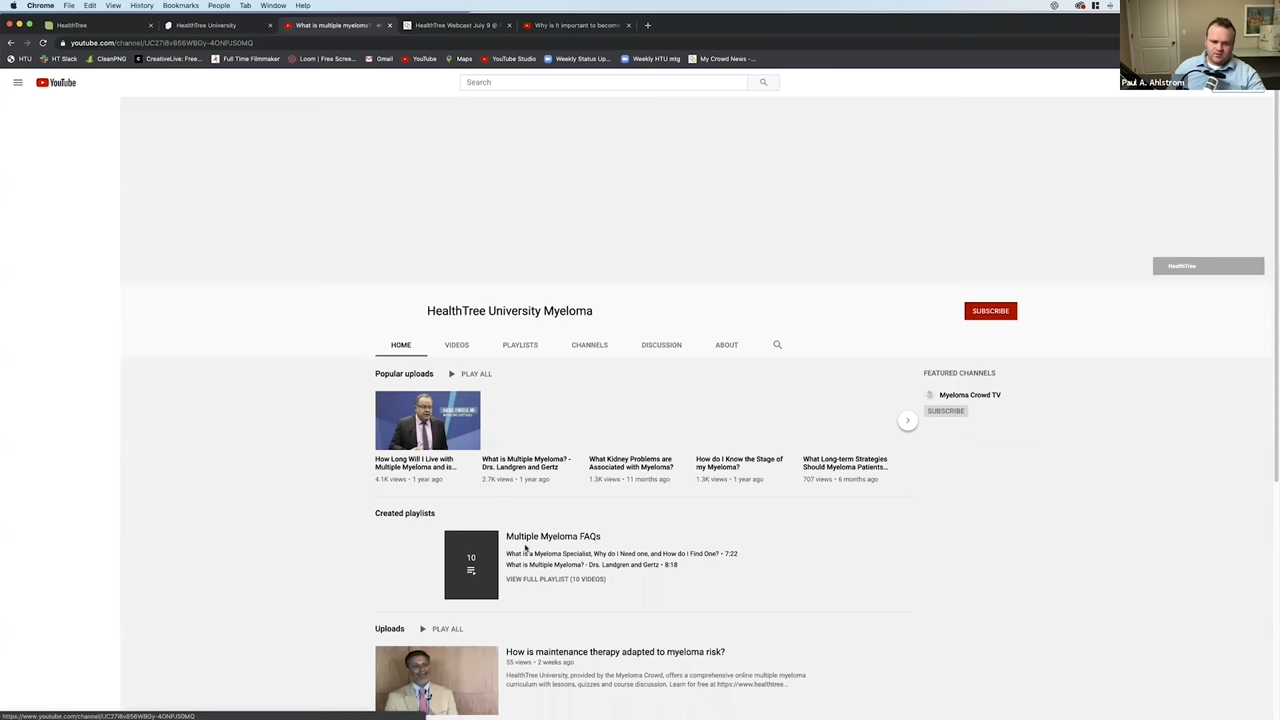 Chrome File Edit View History Bookmarks People Tab Window Help
HealthTree
HealthTree University
What is multiple myeloma?
HealthTree Webcast July 9 @
Why is it important to becom
youtube.com/channel/
HTU
HT Slack
CleanPNG
CreativeLive: Free...
Full Time Filmmaker
Loom | Free Scree...
Gmail
YouTube
Maps
YouTube Studio
Weekly Status Up...
Weekly HTU mtg
My Crowd News -...
Paul A. Ahlstrom
YouTube
Search
HealthTree
HealthTree University Myeloma
SUBSCRIBE
HOME VIDEOS PLAYLISTS CHANNELS DISCUSSION ABOUT
Popular uploads PLAY ALL
FEATURED CHANNELS
Myeloma Crowd TV
SUBSCRIBE
How Long Will I Live with
Multiple Myeloma and is...
4.1K views • 1 year ago
What is Multiple Myeloma? -
Drs. Landgren and Gertz
2.7K views • 1 year ago
What Kidney Problems are
Associated with Myeloma?
1.3K views • 11 months ago
How do I Know the Stage of
my Myeloma?
1.3K views • 1 year ago
What Long-term Strategies
Should Myeloma Patients...
707 views • 6 months ago
Created playlists
10
Multiple Myeloma FAQs
What is a Myeloma Specialist, Why do I Need one, and How do I Find One? • 7:22
What is Multiple Myeloma? - Drs. Landgren and Gertz • 8:18
VIEW FULL PLAYLIST (10 VIDEOS)
Uploads PLAY ALL
How is maintenance therapy adapted to myeloma risk?
55 views • 2 weeks ago
HealthTree University, provided by the Myeloma Crowd, offers a comprehensive online multiple myeloma
curriculum with lessons, quizzes and course discussion. Learn for free at https://www.healthtree...